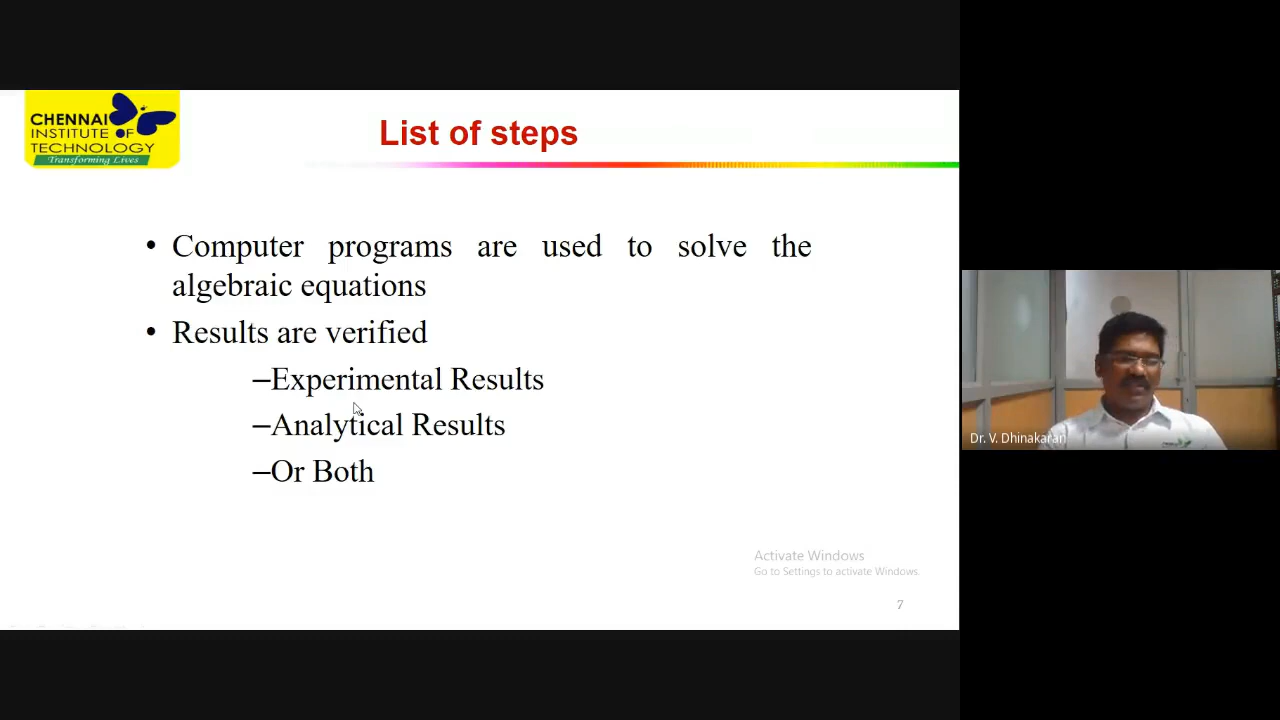 CHENNAI
INSTITUTE OF
TECHNOLOGY
Transforming Lives
List of steps
• Computer programs are used to solve the
algebraic equations
• Results are verified
–Experimental Results
–Analytical Results
–Or Both
Dr. V. Dhinakaran
Activate Windows
Go to Settings to activate Windows.
7